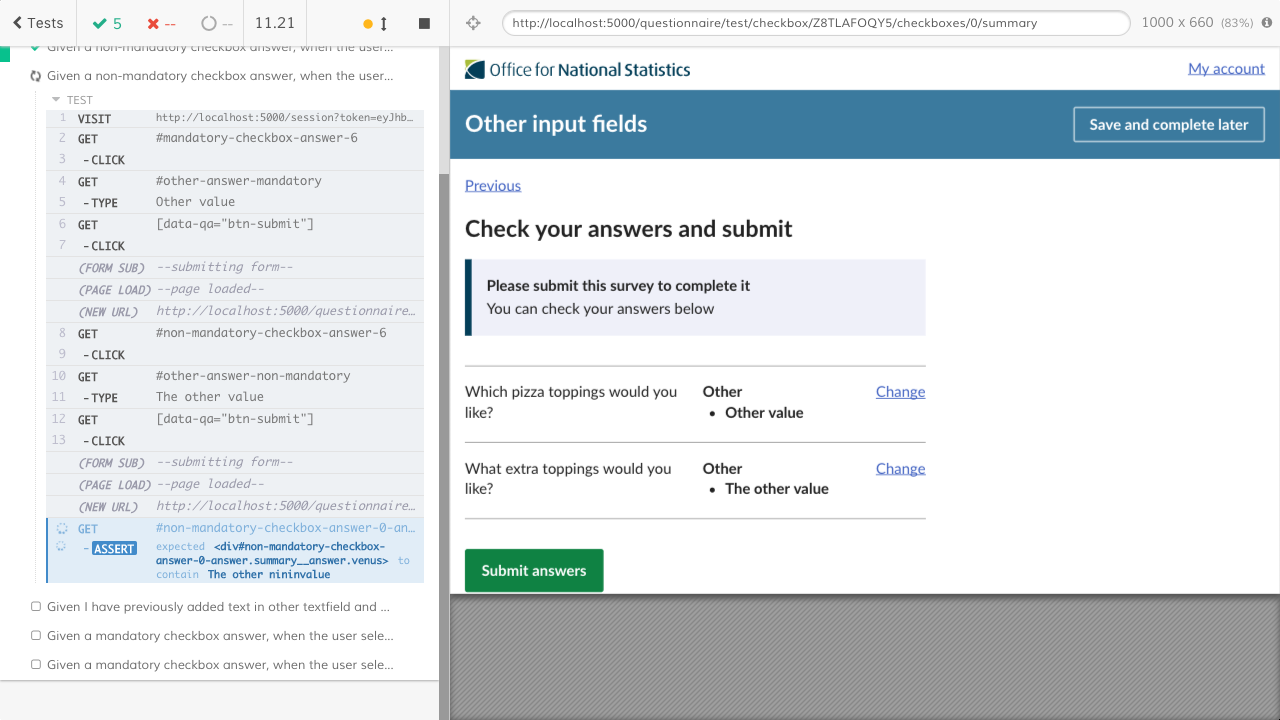 Tests
5
--
--
11.21
http://localhost:5000/questionnaire/test/checkbox/Z8TLAFOQY5/checkboxes/0/summary
1000 x 660 (83%)
Given a non-mandatory checkbox answer, when the user...
Given a non-mandatory checkbox answer, when the user...
TEST
1 VISIT http://localhost:5000/session?token=eyJhb...
2 GET #mandatory-checkbox-answer-6
3 -CLICK
4 GET #other-answer-mandatory
5 -TYPE Other value
6 GET [data-qa="btn-submit"]
7 -CLICK
(FORM SUB) --submitting form--
(PAGE LOAD) --page loaded--
(NEW URL) http://localhost:5000/questionnaire...
8 GET #non-mandatory-checkbox-answer-6
9 -CLICK
10 GET #other-answer-non-mandatory
11 -TYPE The other value
12 GET [data-qa="btn-submit"]
13 -CLICK
(FORM SUB) --submitting form--
(PAGE LOAD) --page loaded--
(NEW URL) http://localhost:5000/questionnaire...
GET #non-mandatory-checkbox-answer-0-an...
-ASSERT expected <div#non-mandatory-checkbox-
answer-0-answer.summary__answer.venus> to
contain The other nininvalue
Given I have previously added text in other textfield and ...
Given a mandatory checkbox answer, when the user sele...
Given a mandatory checkbox answer, when the user sele...
Office for National Statistics
My account
Other input fields
Save and complete later
Previous
Check your answers and submit
Please submit this survey to complete it
You can check your answers below
Which pizza toppings would you
like?
Other
• Other value
Change
What extra toppings would you
like?
Other
• The other value
Change
Submit answers